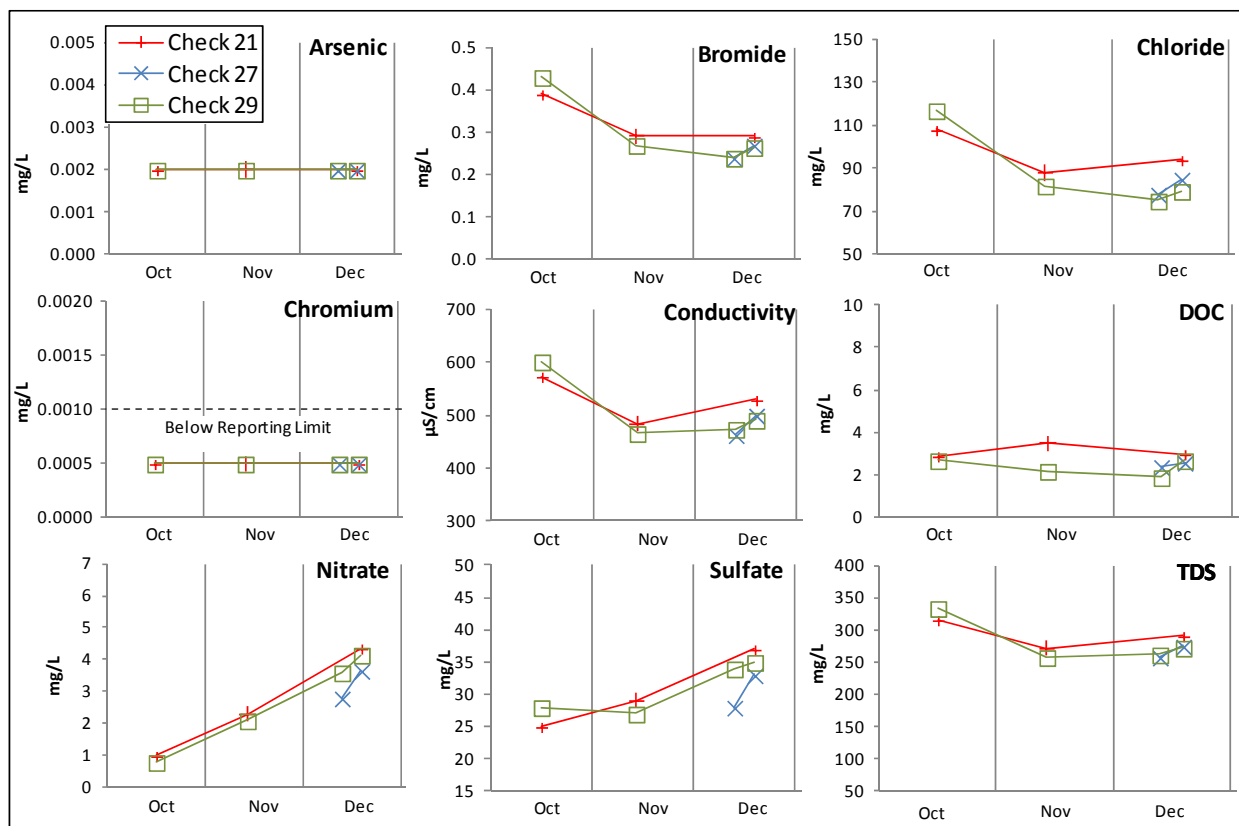 Arsenic
Check 21
Check 27
Check 29
0.005
0.004
0.003
0.002
0.001
0.000
mg/L
Oct Nov Dec
Bromide
0.5
0.4
0.3
0.2
0.1
0.0
mg/L
Oct Nov Dec
Chloride
150
130
110
90
70
50
mg/L
Oct Nov Dec
Chromium
0.0020
0.0015
0.0010
0.0005
0.0000
mg/L
Below Reporting Limit
Oct Nov Dec
Conductivity
700
600
500
400
300
µS/cm
Oct Nov Dec
DOC
10
8
6
4
2
0
mg/L
Oct Nov Dec
Nitrate
7
6
5
4
3
2
1
0
mg/L
Oct Nov Dec
Sulfate
50
45
40
35
30
25
20
15
mg/L
Oct Nov Dec
TDS
400
350
300
250
200
150
100
50
mg/L
Oct Nov Dec